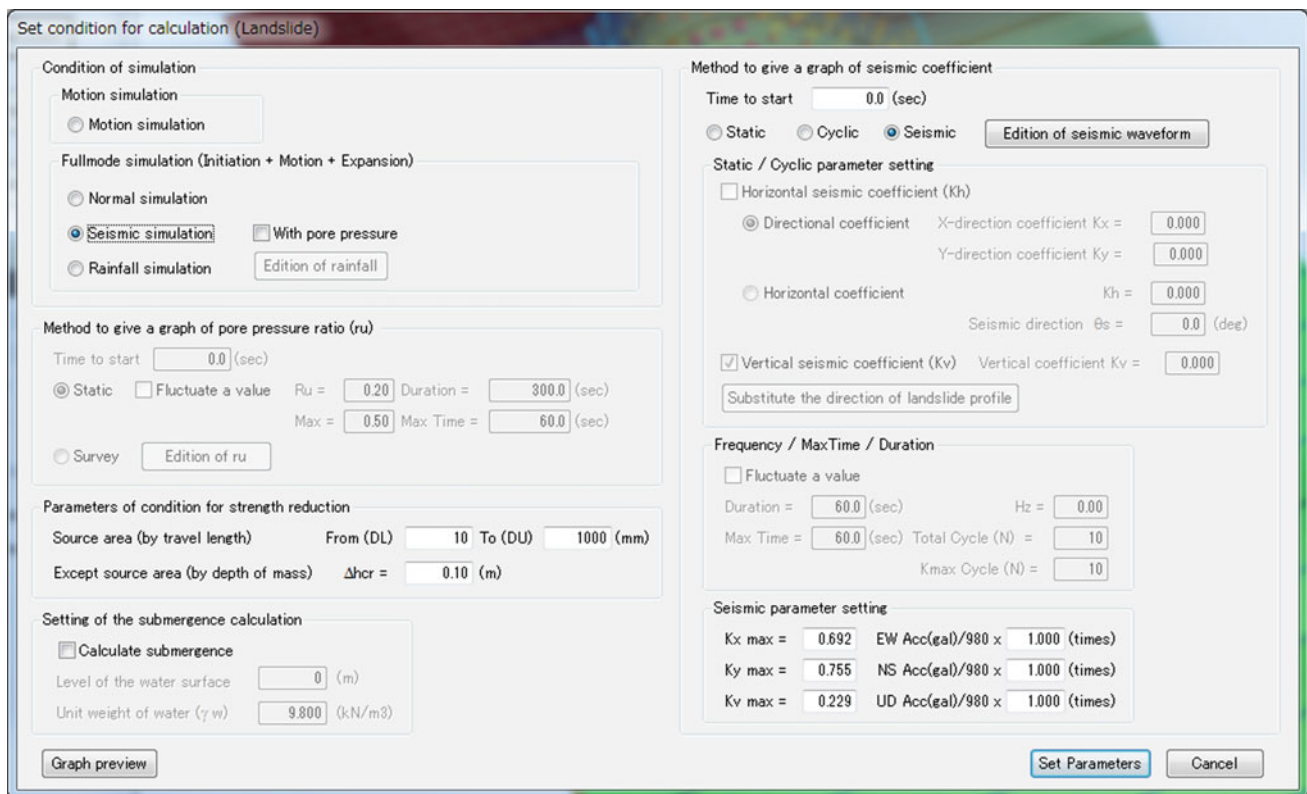 Set condition for calculation (Landslide)
Condition of simulation
Motion simulation
Motion simulation
Fullmode simulation (Initiation + Motion + Expansion)
Normal simulation
Seismic simulation With pore pressure
Rainfall simulation Edition of rainfall
Method to give a graph of pore pressure ratio (ru)
Time to start 0.0 (sec)
Static Fluctuate a value Ru = 0.20 Duration = 300.0 (sec)
Max = 0.50 Max Time = 60.0 (sec)
Survey Edition of ru
Parameters of condition for strength reduction
Source area (by travel length) From (DL) 10 To (DU) 1000 (mm)
Except source area (by depth of mass) Δhcr = 0.10 (m)
Setting of the submergence calculation
Calculate submergence
Level of the water surface 0 (m)
Unit weight of water (γ w) 9.800 (kN/m3)
Graph preview
Method to give a graph of seismic coefficient
Time to start 0.0 (sec)
Static Cyclic Seismic Edition of seismic waveform
Static / Cyclic parameter setting
Horizontal seismic coefficient (Kh)
Directional coefficient X-direction coefficient Kx = 0.000
Y-direction coefficient Ky = 0.000
Horizontal coefficient Kh = 0.000
Seismic direction θs = 0.0 (deg)
Vertical seismic coefficient (Kv) Vertical coefficient Kv = 0.000
Substitute the direction of landslide profile
Frequency / MaxTime / Duration
Fluctuate a value
Duration = 60.0 (sec) Hz = 0.00
Max Time = 60.0 (sec) Total Cycle (N) = 10
Kmax Cycle (N) = 10
Seismic parameter setting
Kx max = 0.692 EW Acc(gal)/980 x 1.000 (times)
Ky max = 0.755 NS Acc(gal)/980 x 1.000 (times)
Kv max = 0.229 UD Acc(gal)/980 x 1.000 (times)
Set Parameters Cancel